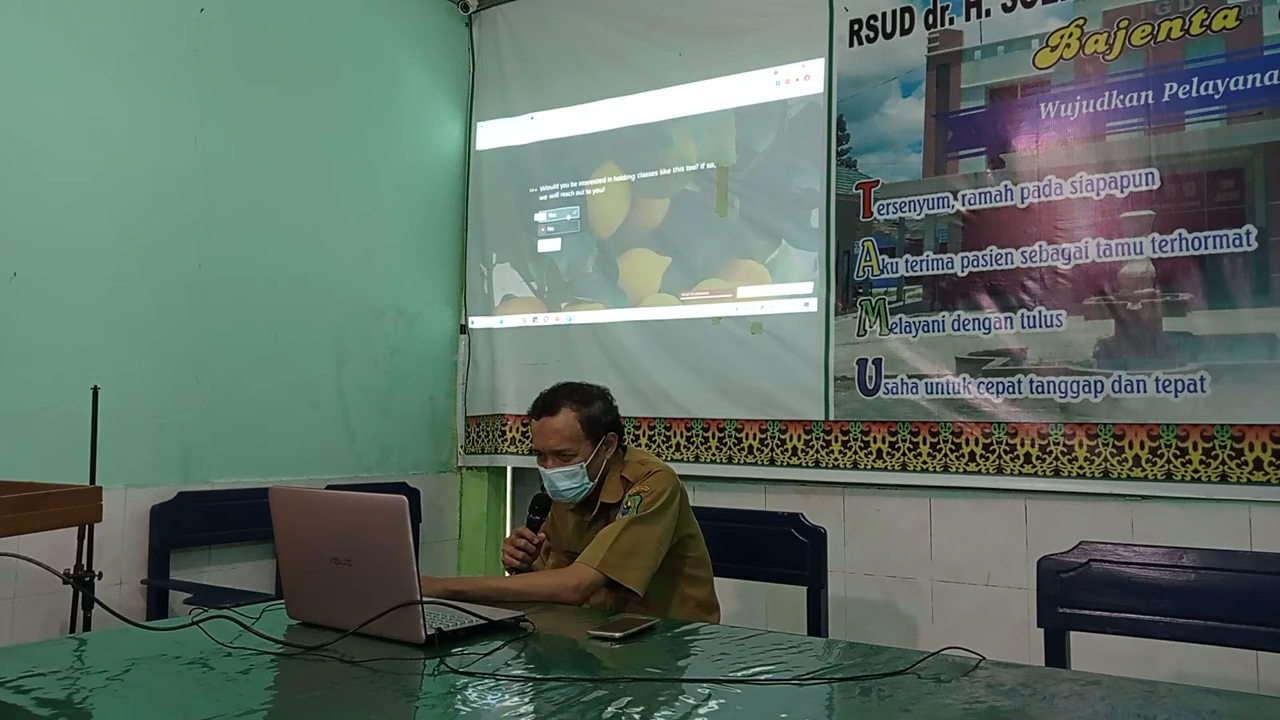 RSUD dr. H.
IGD
Bajenta
Wujudkan Pelayana
Tersenyum, ramah pada siapapun
Aku terima pasien sebagai tamu terhormat
Melayani dengan tulus
Usaha untuk cepat tanggap dan tepat
Would you be interested in holding classes like this too? If so,
we will reach out to you!
Yes
No
ASUS